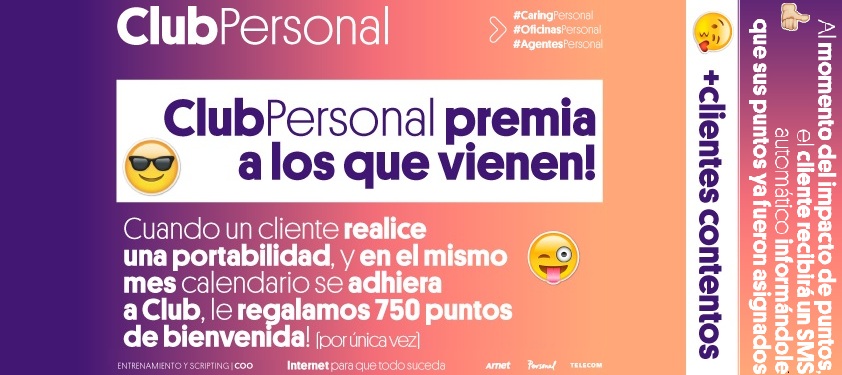 ClubPersonal
#CaringPersonal
#OficinasPersonal
#AgentesPersonal
ClubPersonal premia
a los que vienen!
Cuando un cliente realice
una portabilidad, y en el mismo
mes calendario se adhiera
a Club, le regalamos 750 puntos
de bienvenida! (por única vez)
ENTRENAMIENTO Y SCRIPTING | COO
Internet para que todo suceda
Arnet
Personal
TELECOM
+clientes contentos
Al momento del impacto de puntos,
el cliente recibirá un SMS
automático informándole
que sus puntos ya fueron asignados